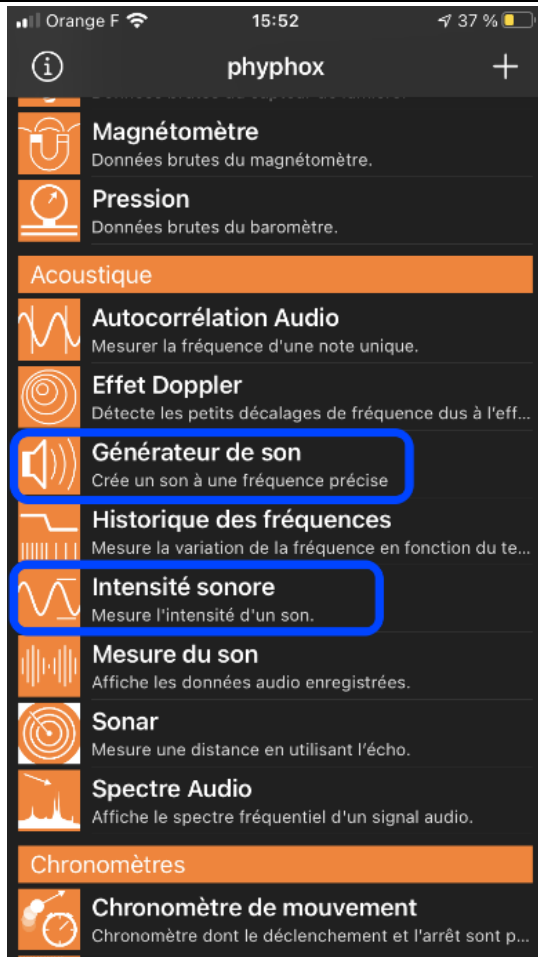 Orange F 15:52 37 %
phyphox
Magnétomètre
Données brutes du magnétomètre.
Pression
Données brutes du baromètre.
Acoustique
Autocorrélation Audio
Mesurer la fréquence d'une note unique.
Effet Doppler
Détecte les petits décalages de fréquence dus à l'eff...
Générateur de son
Crée un son à une fréquence précise
Historique des fréquences
Mesure la variation de la fréquence en fonction du te...
Intensité sonore
Mesure l'intensité d'un son.
Mesure du son
Affiche les données audio enregistrées.
Sonar
Mesure une distance en utilisant l’écho.
Spectre Audio
Affiche le spectre fréquentiel d'un signal audio.
Chronomètres
Chronomètre de mouvement
Chronomètre dont le déclenchement et l'arrêt sont p...